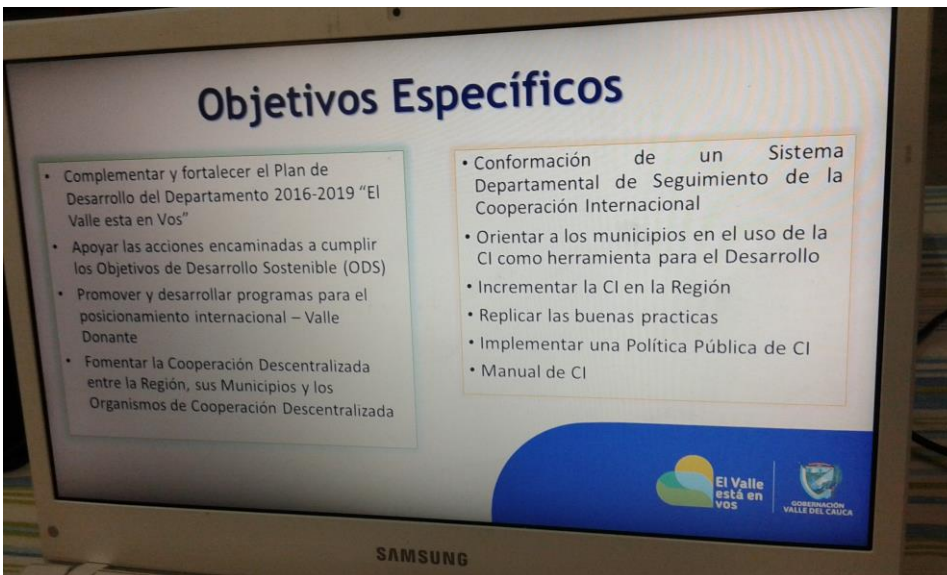 Objetivos Específicos
• Complementar y fortalecer el Plan de
Desarrollo del Departamento 2016-2019 “El
Valle esta en Vos”
• Apoyar las acciones encaminadas a cumplir
los Objetivos de Desarrollo Sostenible (ODS)
• Promover y desarrollar programas para el
posicionamiento internacional – Valle
Donante
• Fomentar la Cooperación Descentralizada
entre la Región, sus Municipios y los
Organismos de Cooperación Descentralizada
• Conformación de un Sistema
Departamental de Seguimiento de la
Cooperación Internacional
• Orientar a los municipios en el uso de la
CI como herramienta para el Desarrollo
• Incrementar la CI en la Región
• Replicar las buenas practicas
• Implementar una Política Pública de CI
• Manual de CI
El Valle
está en
vos
GOBERNACIÓN
VALLE DEL CAUCA
SAMSUNG